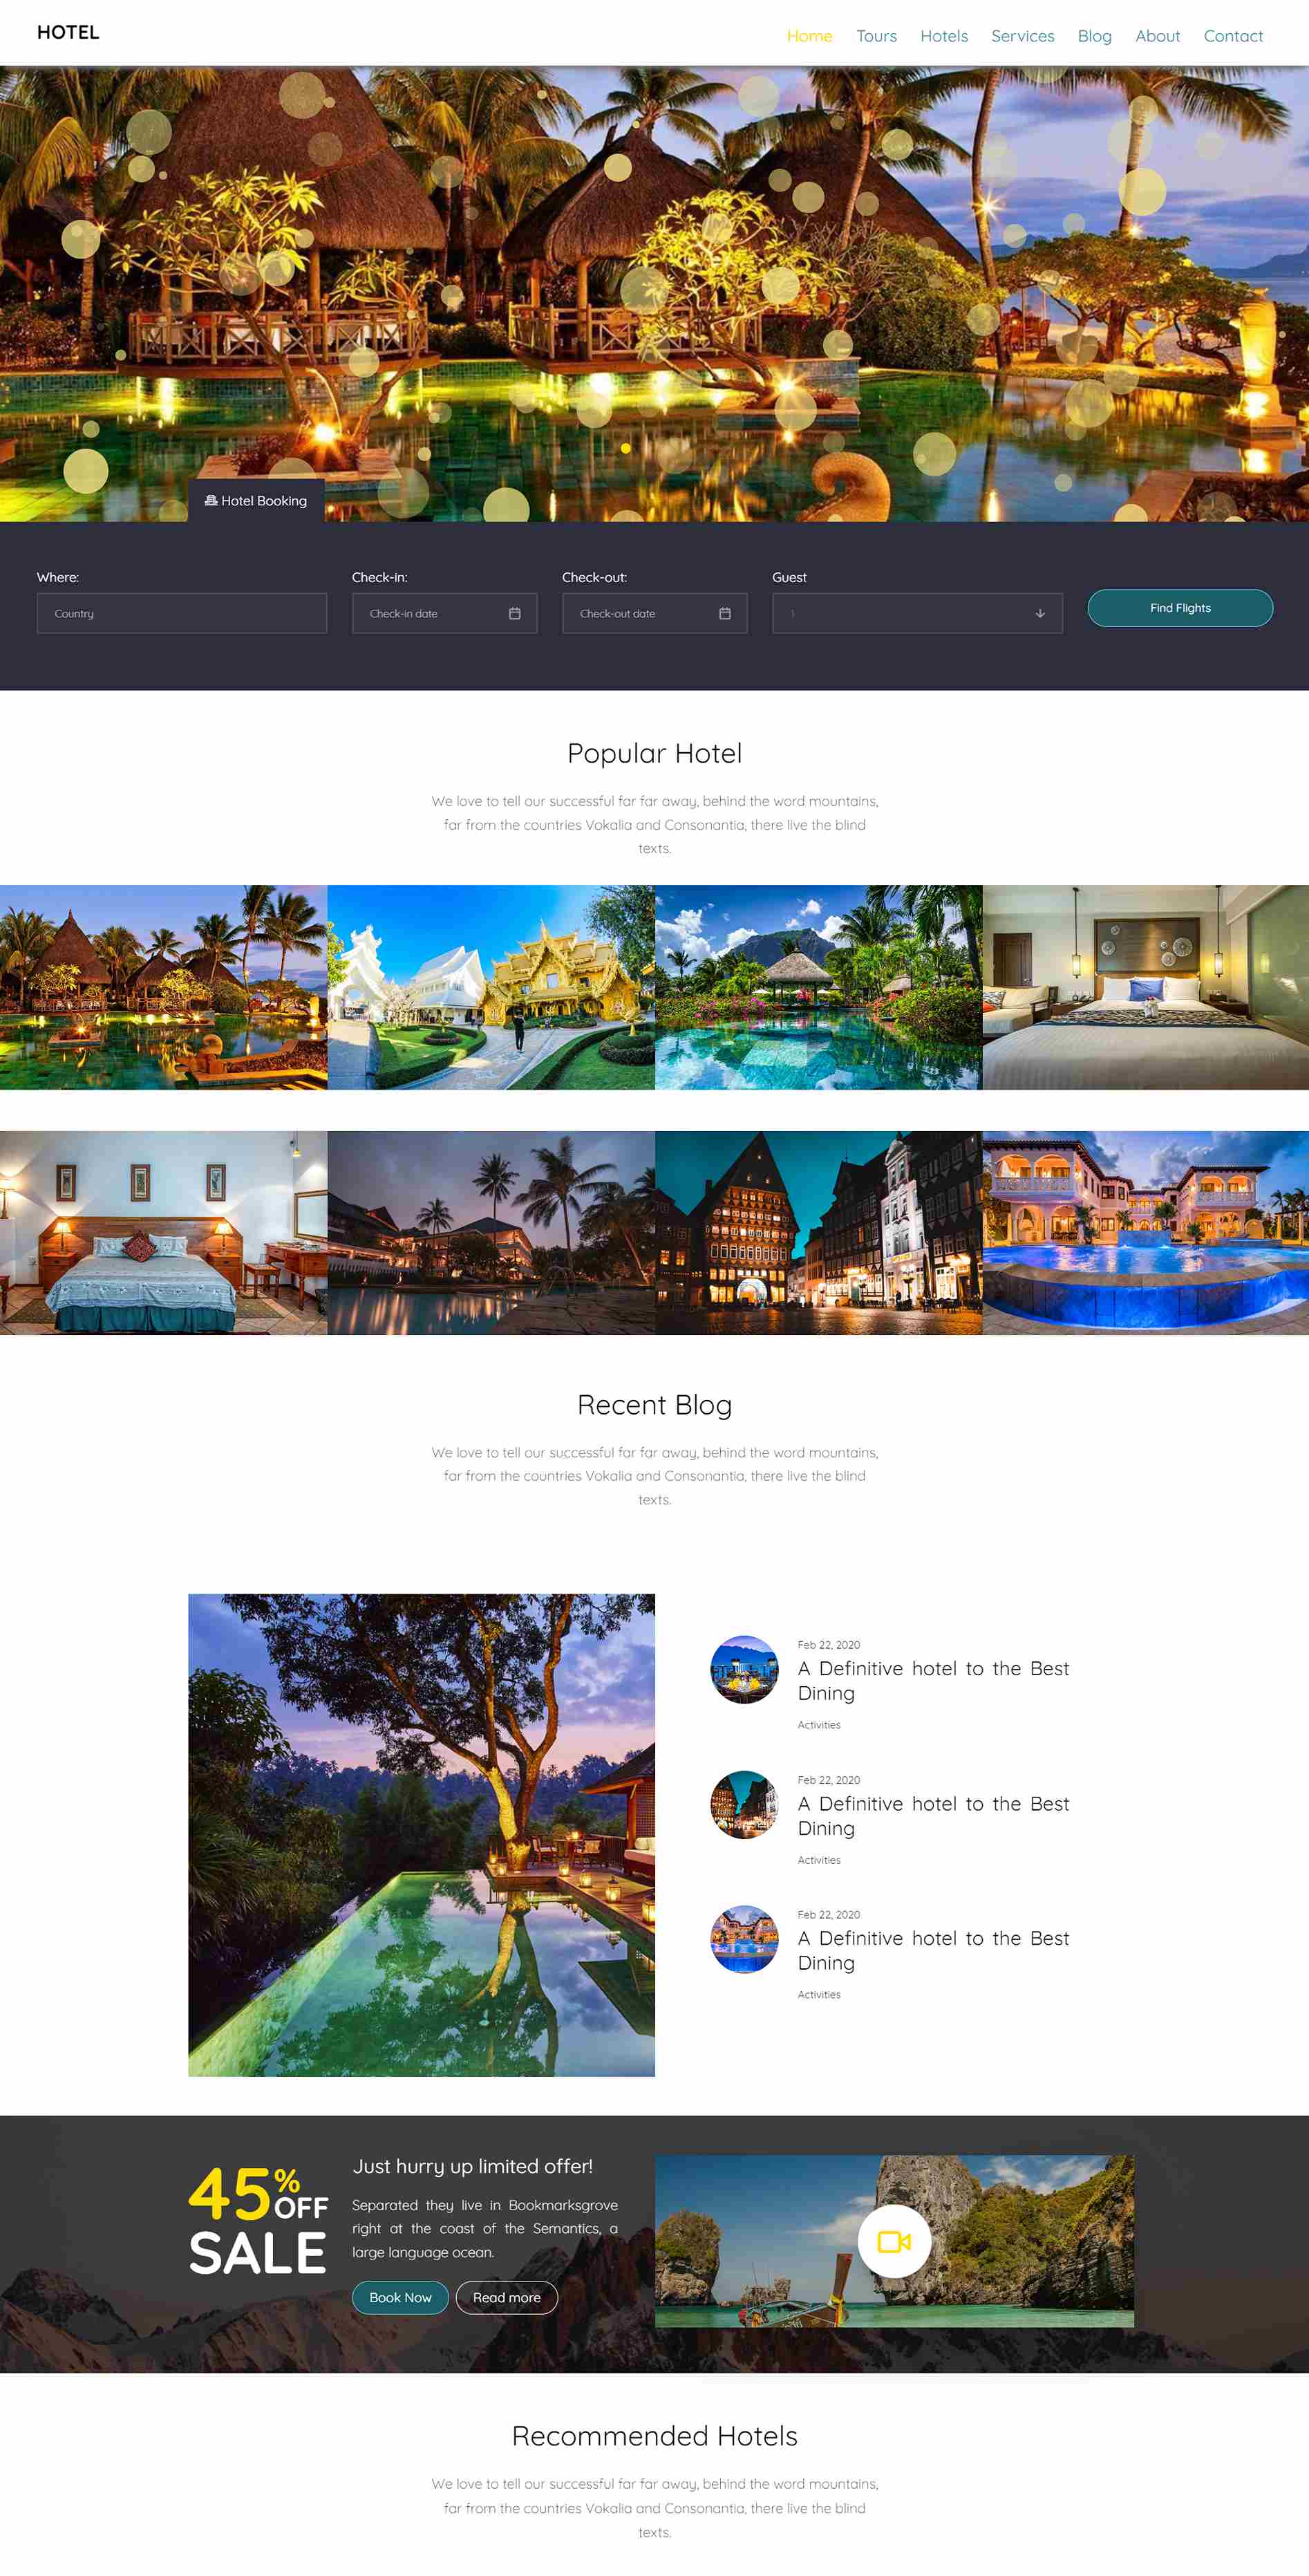 HOTEL
Home Tours Hotels Services Blog About Contact
Hotel Booking
Where: Check-in: Check-out: Guest
Country Check-in date Check-out date 1 Find Flights
Popular Hotel
We love to tell our successful far far away, behind the word mountains,
far from the countries Vokalia and Consonantia, there live the blind
texts.
Recent Blog
We love to tell our successful far far away, behind the word mountains,
far from the countries Vokalia and Consonantia, there live the blind
texts.
Feb 22, 2020
A Definitive hotel to the Best
Dining
Activities
Feb 22, 2020
A Definitive hotel to the Best
Dining
Activities
Feb 22, 2020
A Definitive hotel to the Best
Dining
Activities
45% OFF
SALE
Just hurry up limited offer!
Separated they live in Bookmarksgrove
right at the coast of the Semantics, a
large language ocean.
Book Now Read more
Recommended Hotels
We love to tell our successful far far away, behind the word mountains,
far from the countries Vokalia and Consonantia, there live the blind
texts.